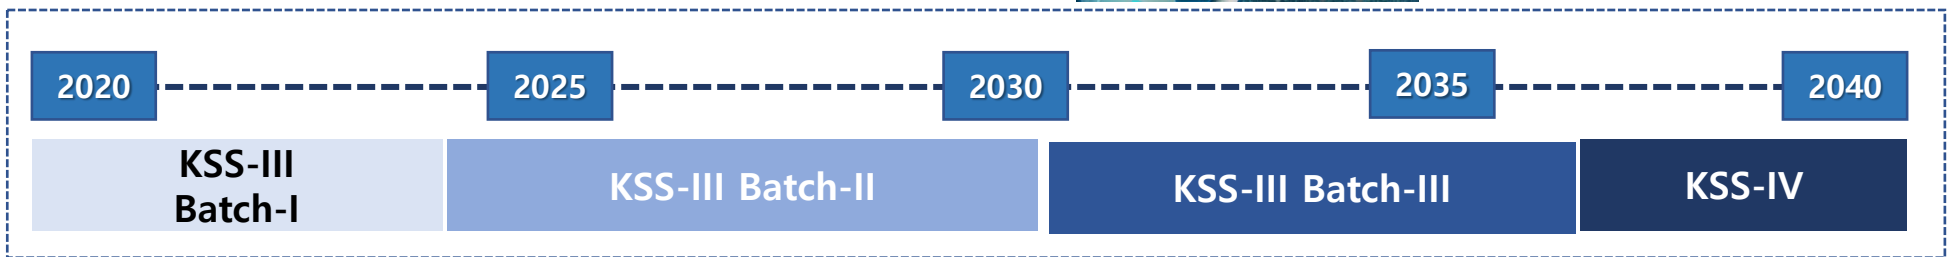 2020
2025
2030
2035
2040
KSS-III
Batch-I
KSS-III Batch-II
KSS-III Batch-III
KSS-IV